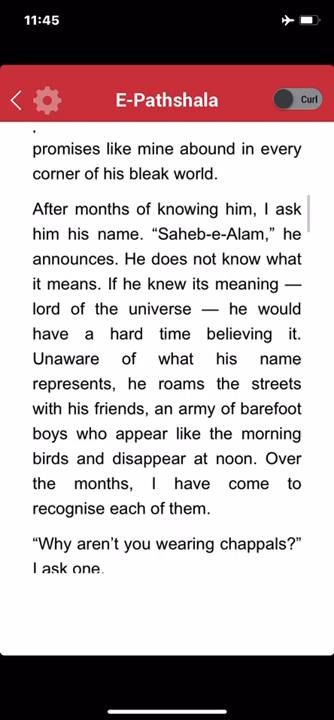 11:45
E-Pathshala
Curl
promises like mine abound in every
corner of his bleak world.
After months of knowing him, I ask
him his name. “Saheb-e-Alam,” he
announces. He does not know what
it means. If he knew its meaning —
lord of the universe — he would
have a hard time believing it.
Unaware of what his name
represents, he roams the streets
with his friends, an army of barefoot
boys who appear like the morning
birds and disappear at noon. Over
the months, I have come to
recognise each of them.
“Why aren’t you wearing chappals?”
I ask one.